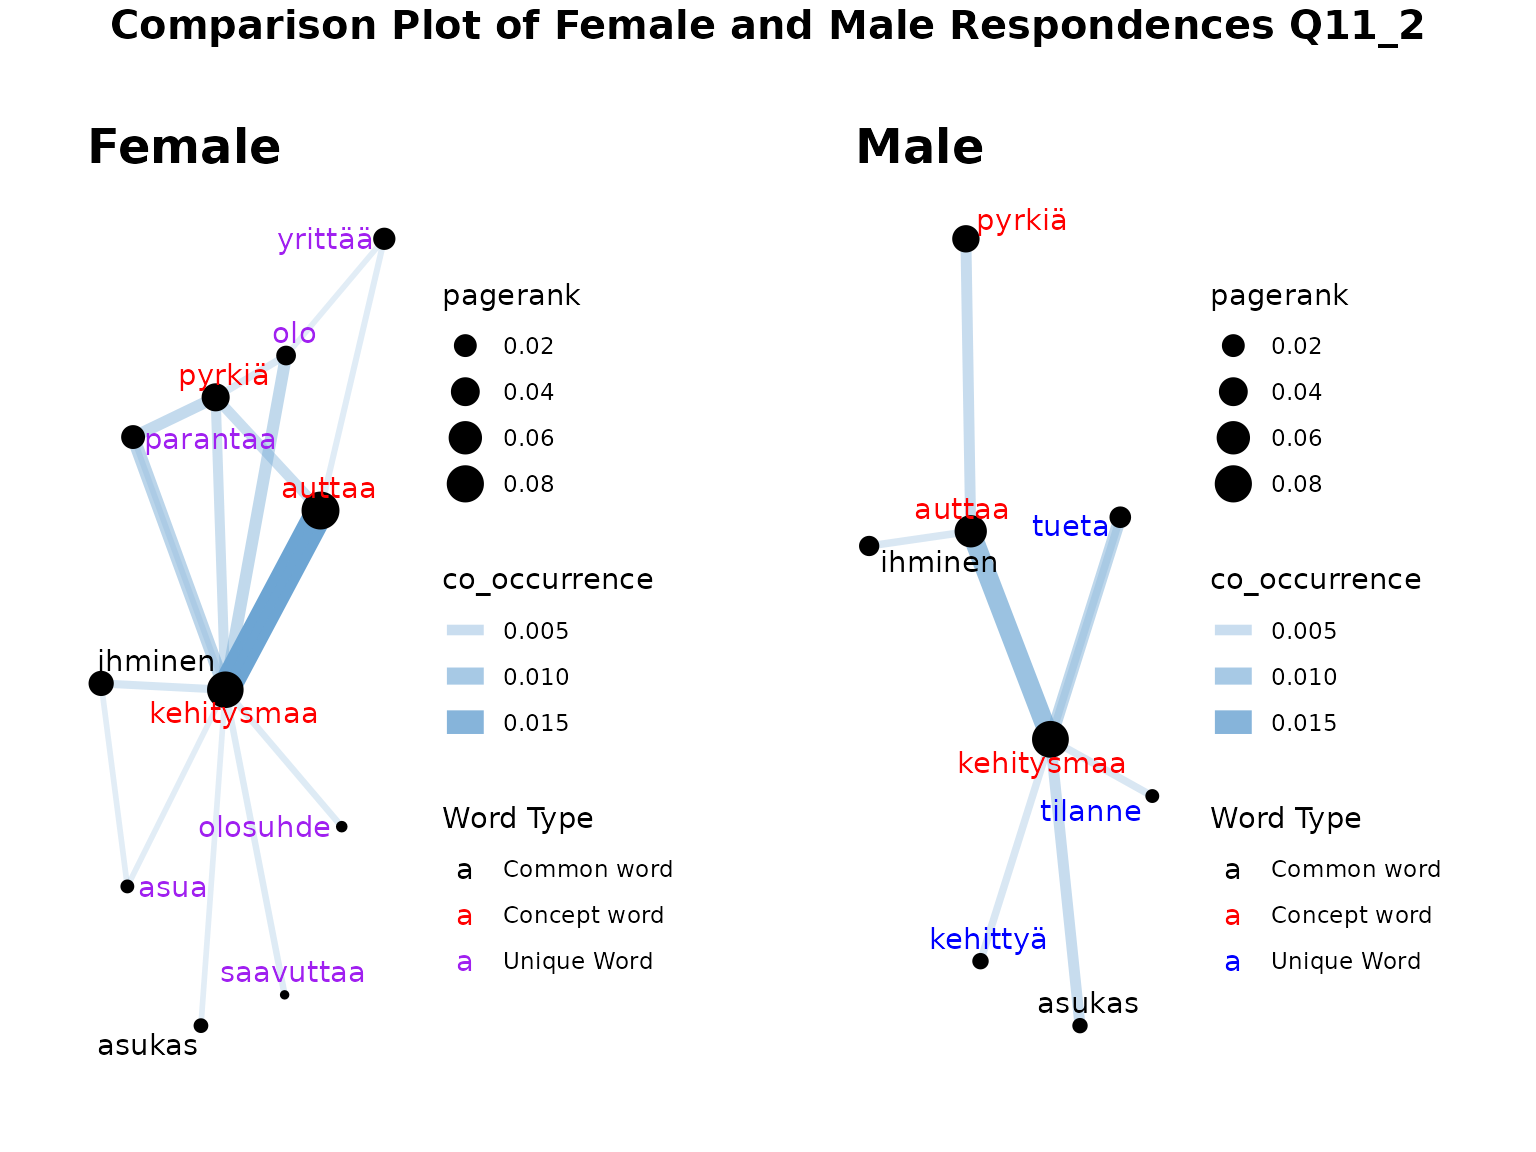 Comparison Plot of Female and Male Respondences Q11_2
Female
yrittää
olo
pyrkiä
parantaa
auttaa
ihminen
kehitysmaa
olosuhde
asua
saavuttaa
asukas
pagerank
0.02
0.04
0.06
0.08
co_occurrence
0.005
0.010
0.015
Word Type
a Common word
a Concept word
a Unique Word
Male
pyrkiä
auttaa
tueta
ihminen
kehitysmaa
tilanne
kehittyä
asukas
pagerank
0.02
0.04
0.06
0.08
co_occurrence
0.005
0.010
0.015
Word Type
a Common word
a Concept word
a Unique Word